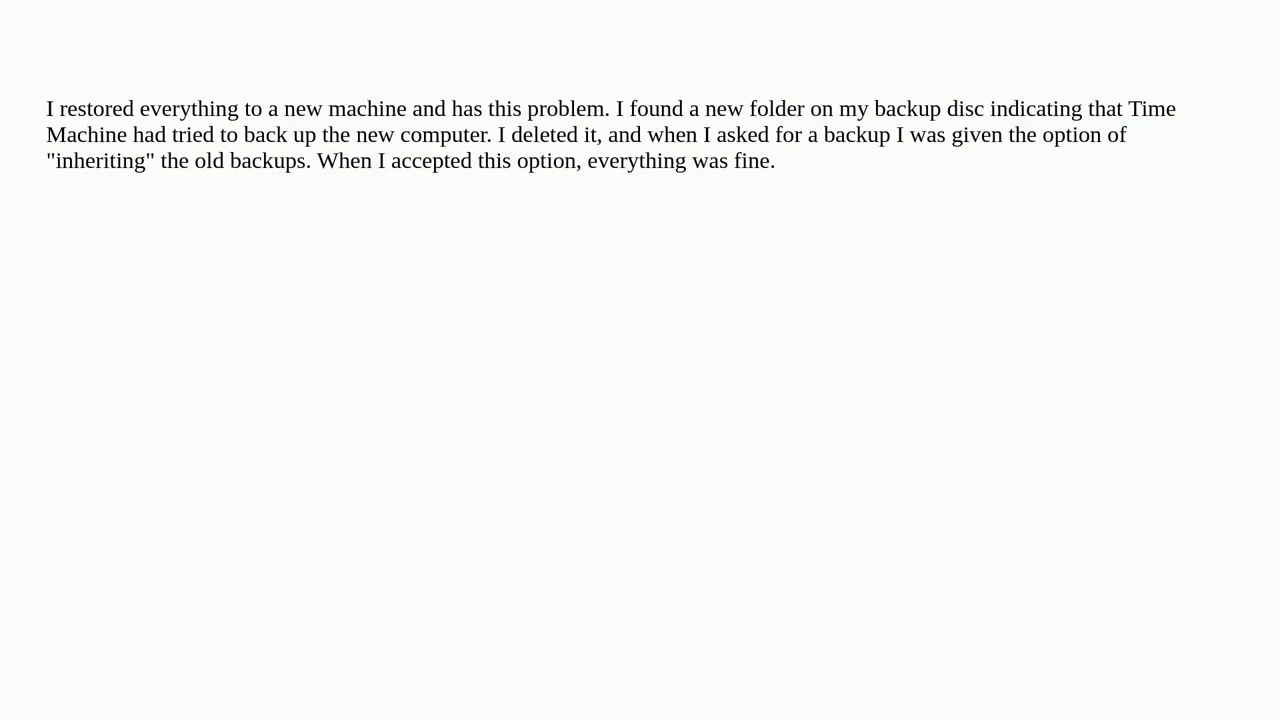 I restored everything to a new machine and has this problem. I found a new folder on my backup disc indicating that Time
Machine had tried to back up the new computer. I deleted it, and when I asked for a backup I was given the option of
"inheriting" the old backups. When I accepted this option, everything was fine.